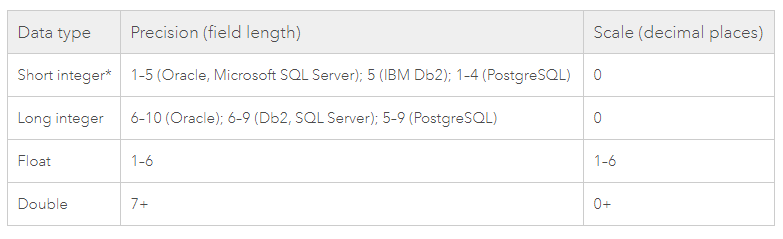 Data type Precision (field length) Scale (decimal places)
Short integer* 1-5 (Oracle, Microsoft SQL Server); 5 (IBM Db2); 1-4 (PostgreSQL) 0
Long integer 6-10 (Oracle); 6-9 (Db2, SQL Server); 5-9 (PostgreSQL) 0
Float 1-6 1-6
Double 7+ 0+